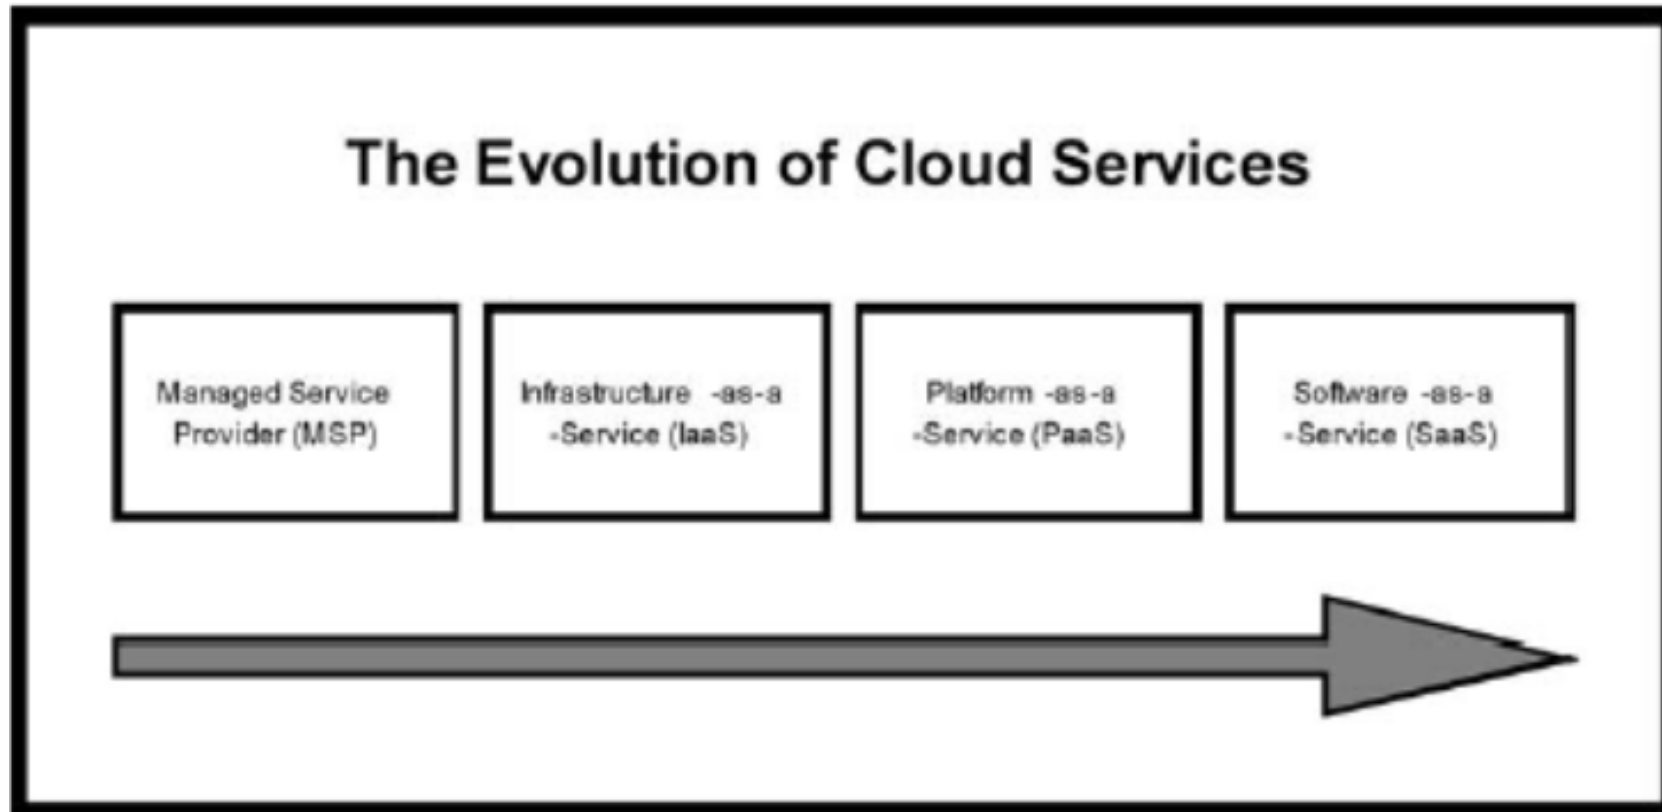 The Evolution of Cloud Services
Managed Service
Provider (MSP)
Infrastructure -as-a
-Service (IaaS)
Platform -as-a
-Service (PaaS)
Software -as-a
-Service (SaaS)